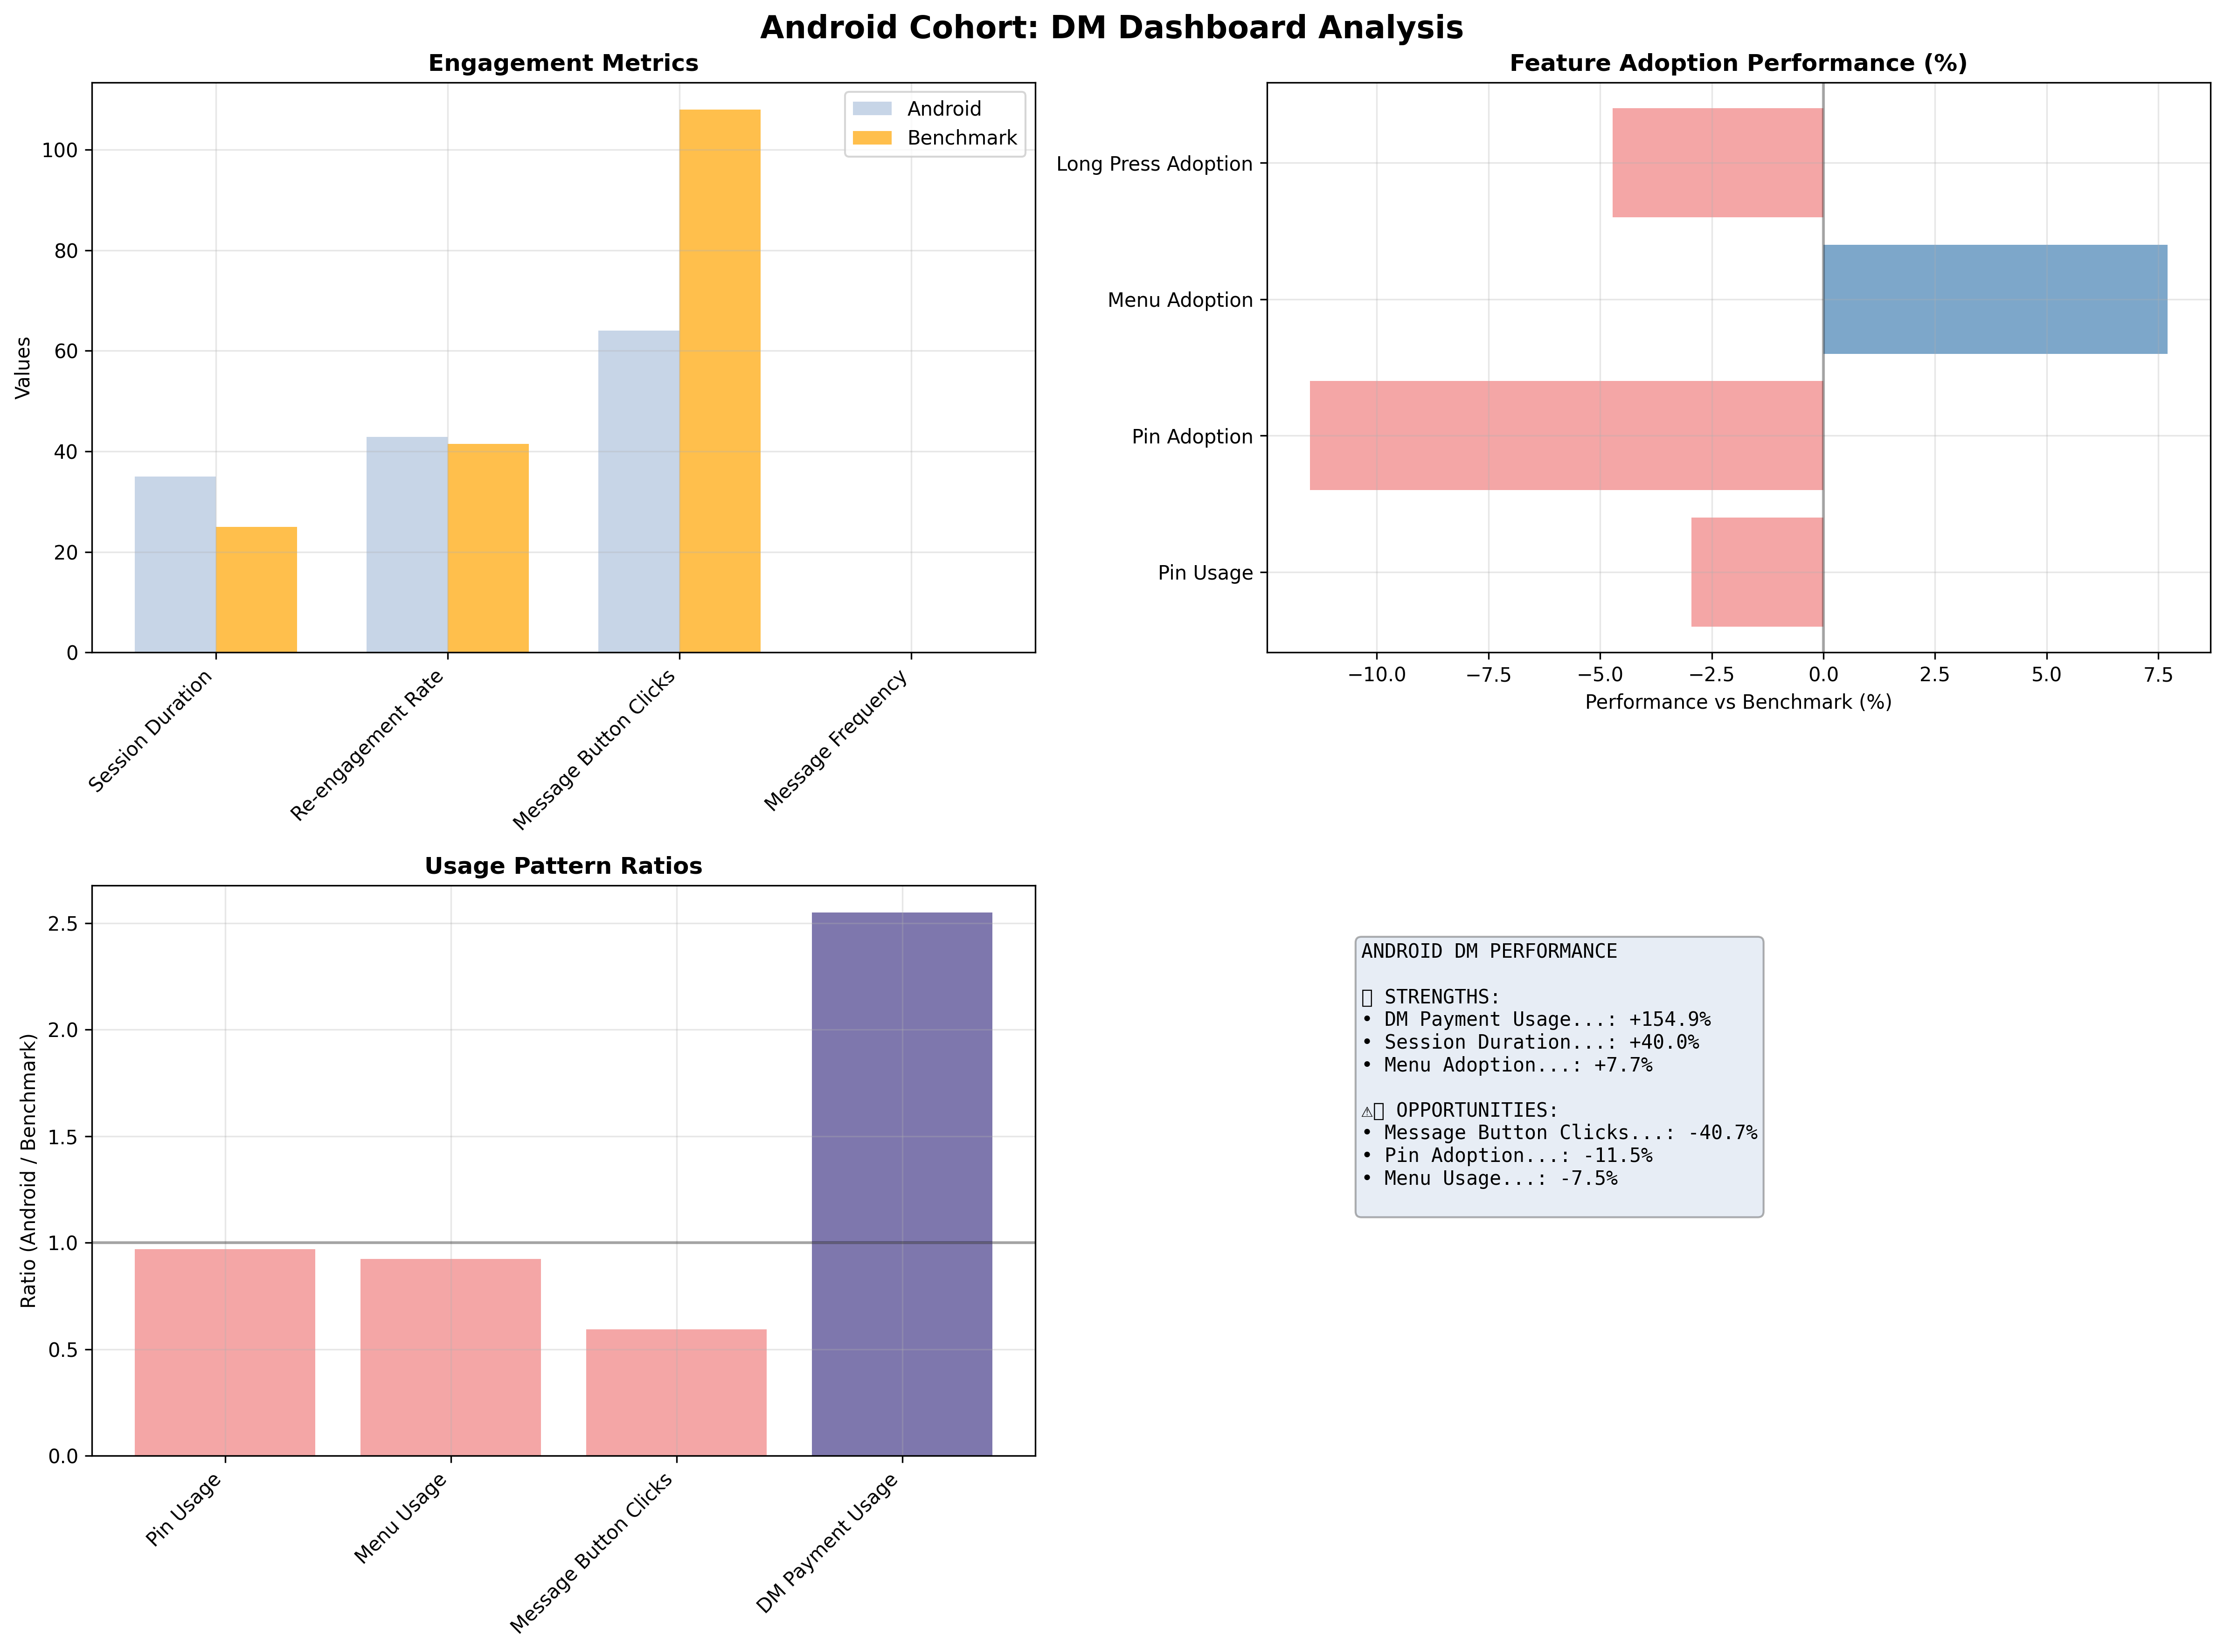 Android Cohort: DM Dashboard Analysis
Engagement Metrics
Android
Benchmark
Values
100
80
60
40
20
0
Session Duration
Re-engagement Rate
Message Button Clicks
Message Frequency
Feature Adoption Performance (%)
Long Press Adoption
Menu Adoption
Pin Adoption
Pin Usage
−10.0 −7.5 −5.0 −2.5 0.0 2.5 5.0 7.5
Performance vs Benchmark (%)
Usage Pattern Ratios
Ratio (Android / Benchmark)
2.5
2.0
1.5
1.0
0.5
0.0
Pin Usage
Menu Usage
Message Button Clicks
DM Payment Usage
ANDROID DM PERFORMANCE
STRENGTHS:
• DM Payment Usage...: +154.9%
• Session Duration...: +40.0%
• Menu Adoption...: +7.7%
⚠ OPPORTUNITIES:
• Message Button Clicks...: -40.7%
• Pin Adoption...: -11.5%
• Menu Usage...: -7.5%